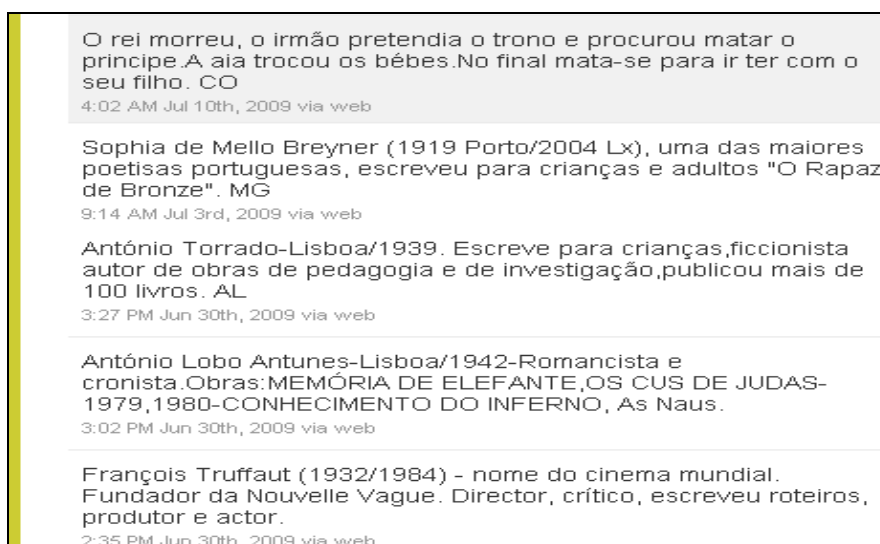 O rei morreu, o irmão pretendia o trono e procurou matar o
principe.A aia trocou os bébes.No final mata-se para ir ter com o
seu filho. CO
4:02 AM Jul 10th, 2009 via web
Sophia de Mello Breyner (1919 Porto/2004 Lx), uma das maiores
poetisas portuguesas, escreveu para crianças e adultos "O Rapaz
de Bronze". MG
9:14 AM Jul 3rd, 2009 via web
António Torrado-Lisboa/1939. Escreve para crianças,ficcionista
autor de obras de pedagogia e de investigação,publicou mais de
100 livros. AL
3:27 PM Jun 30th, 2009 via web
António Lobo Antunes-Lisboa/1942-Romancista e
cronista.Obras:MEMÓRIA DE ELEFANTE,OS CUS DE JUDAS-
1979,1980-CONHECIMENTO DO INFERNO, As Naus.
3:02 PM Jun 30th, 2009 via web
François Truffaut (1932/1984) - nome do cinema mundial.
Fundador da Nouvelle Vague. Director, crítico, escreveu roteiros,
produtor e actor.
2:35 PM Jun 30th, 2009 via web